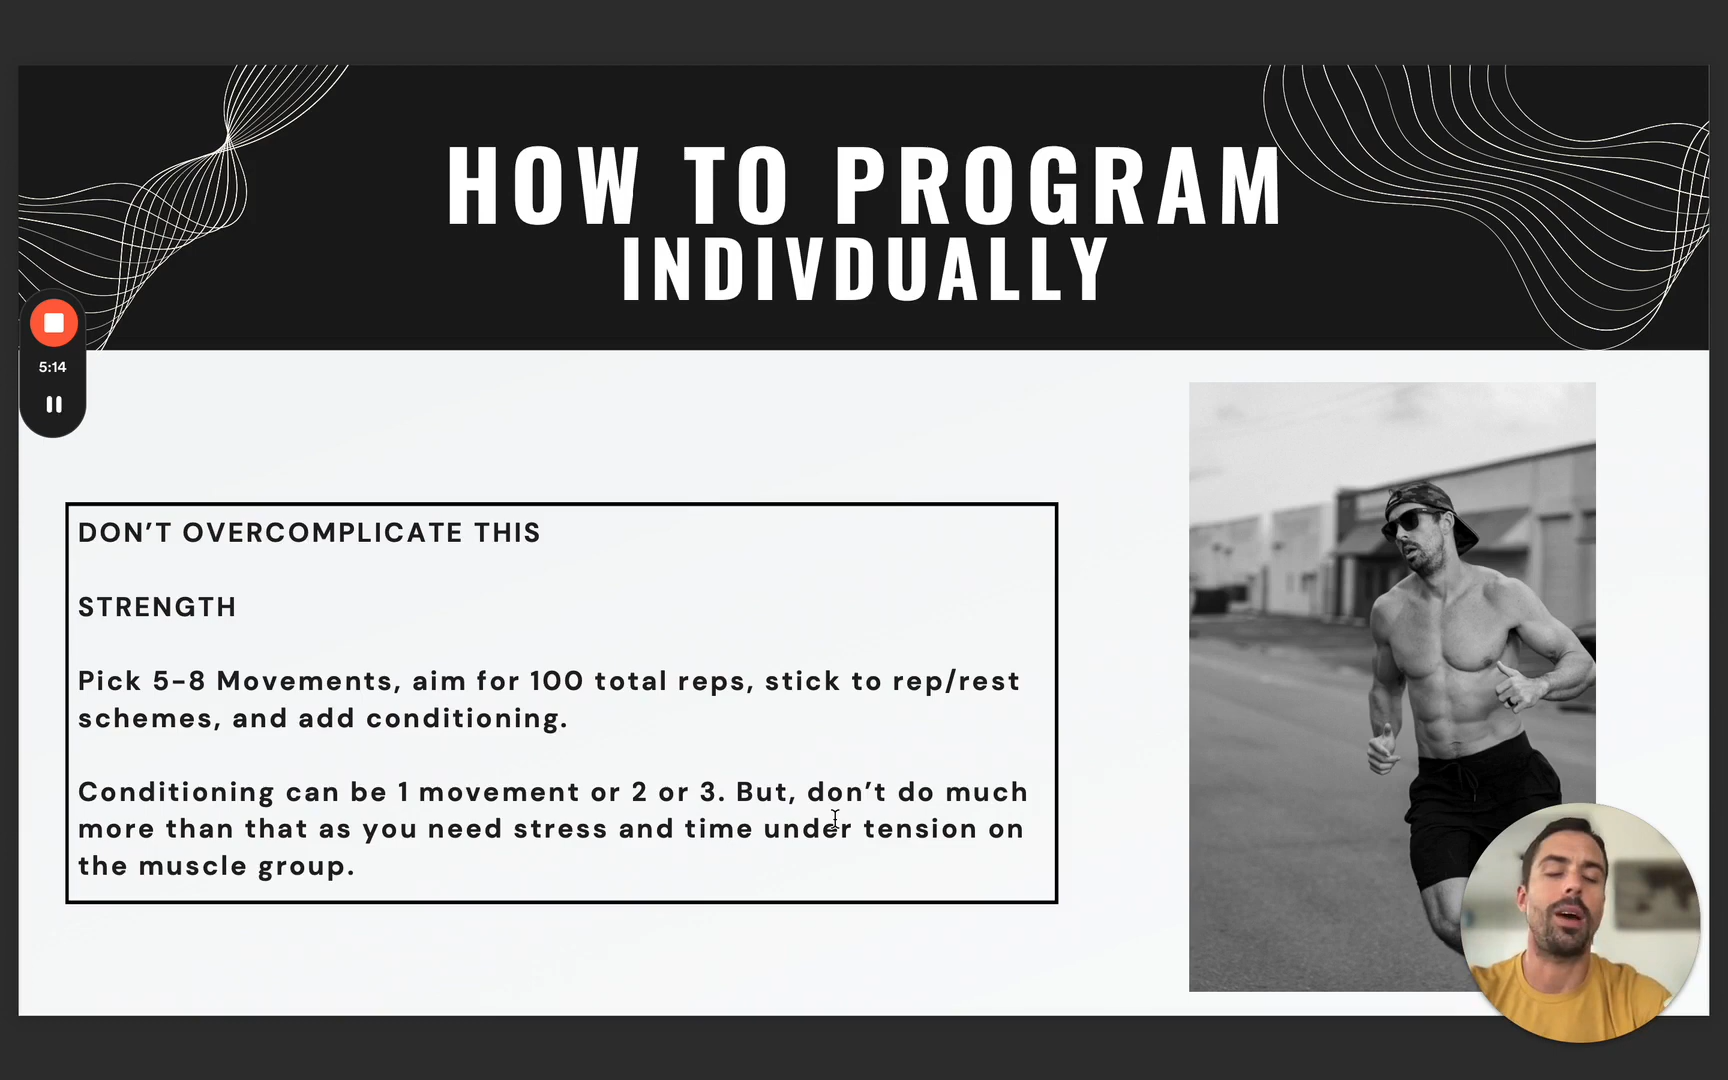 HOW TO PROGRAM
INDIVDUALLY
5:14
DON’T OVERCOMPLICATE THIS
STRENGTH
Pick 5-8 Movements, aim for 100 total reps, stick to rep/rest
schemes, and add conditioning.
Conditioning can be 1 movement or 2 or 3. But, don’t do much
more than that as you need stress and time under tension on
the muscle group.